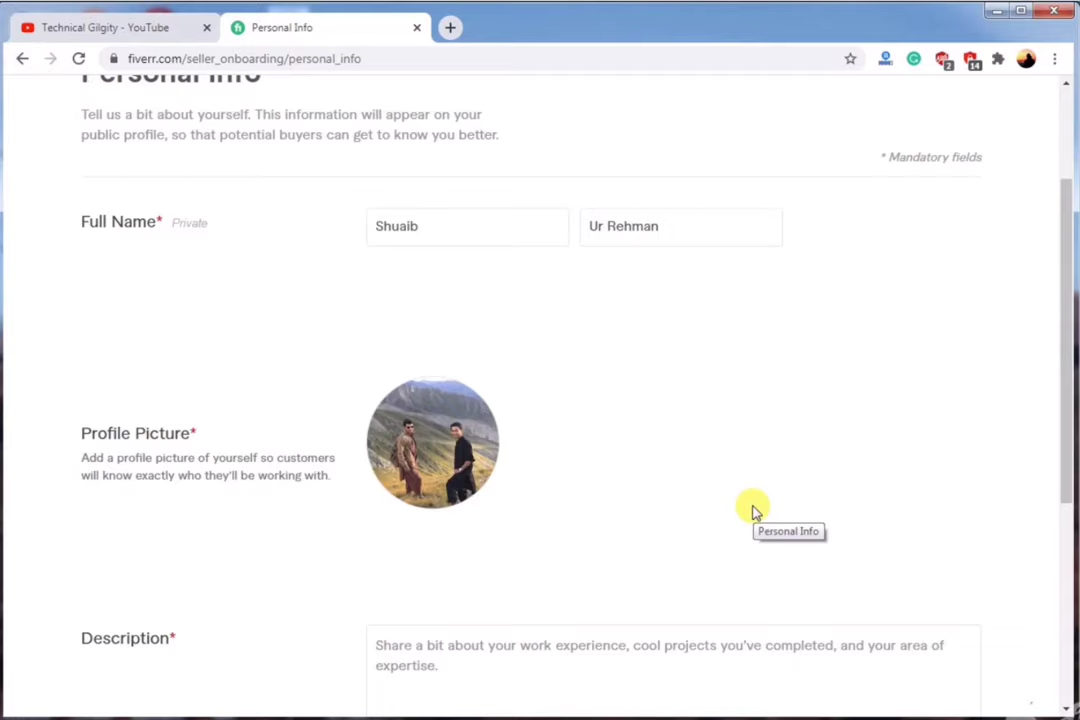 Technical Gilgity - YouTube
Personal Info
fiverr.com/seller_onboarding/personal_info
2
14
Personal Info
Tell us a bit about yourself. This information will appear on your
public profile, so that potential buyers can get to know you better.
* Mandatory fields
Full Name* Private
Shuaib
Ur Rehman
Profile Picture*
Add a profile picture of yourself so customers
will know exactly who they'll be working with.
Personal Info
Description*
Share a bit about your work experience, cool projects you've completed, and your area of
expertise.